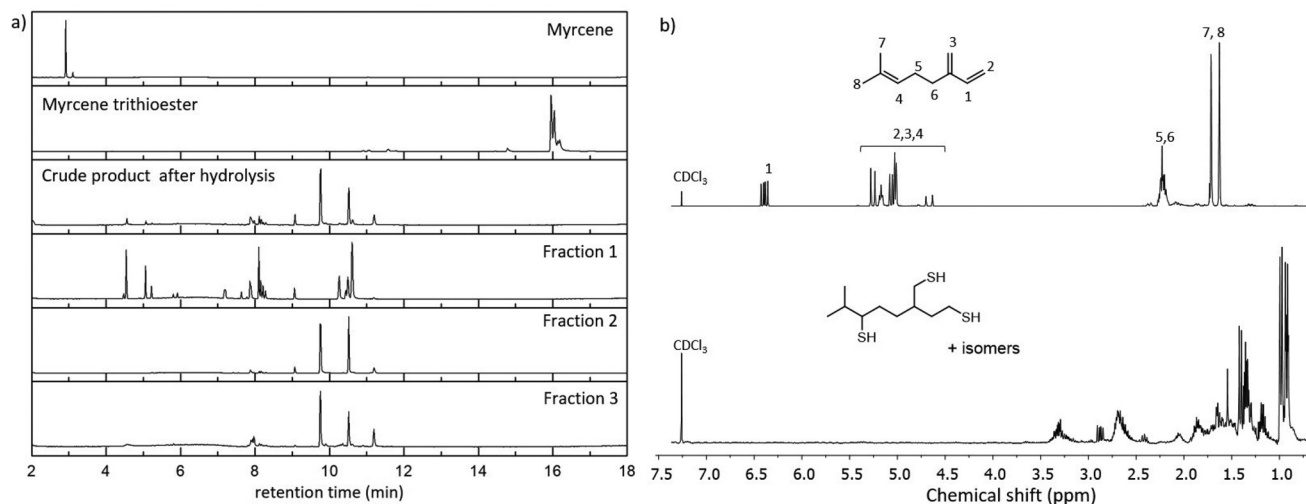 a)
Myrcene
Myrcene trithioester
Crude product after hydrolysis
Fraction 1
Fraction 2
Fraction 3
2 4 6 8 10 12 14 16 18
retention time (min)
b)
7, 8
7
3
8
5
2
4
6
1
2,3,4
5,6
1
CDCl3
SH
SH
SH
+ isomers
CDCl3
7.5 7.0 6.5 6.0 5.5 5.0 4.5 4.0 3.5 3.0 2.5 2.0 1.5 1.0
Chemical shift (ppm)